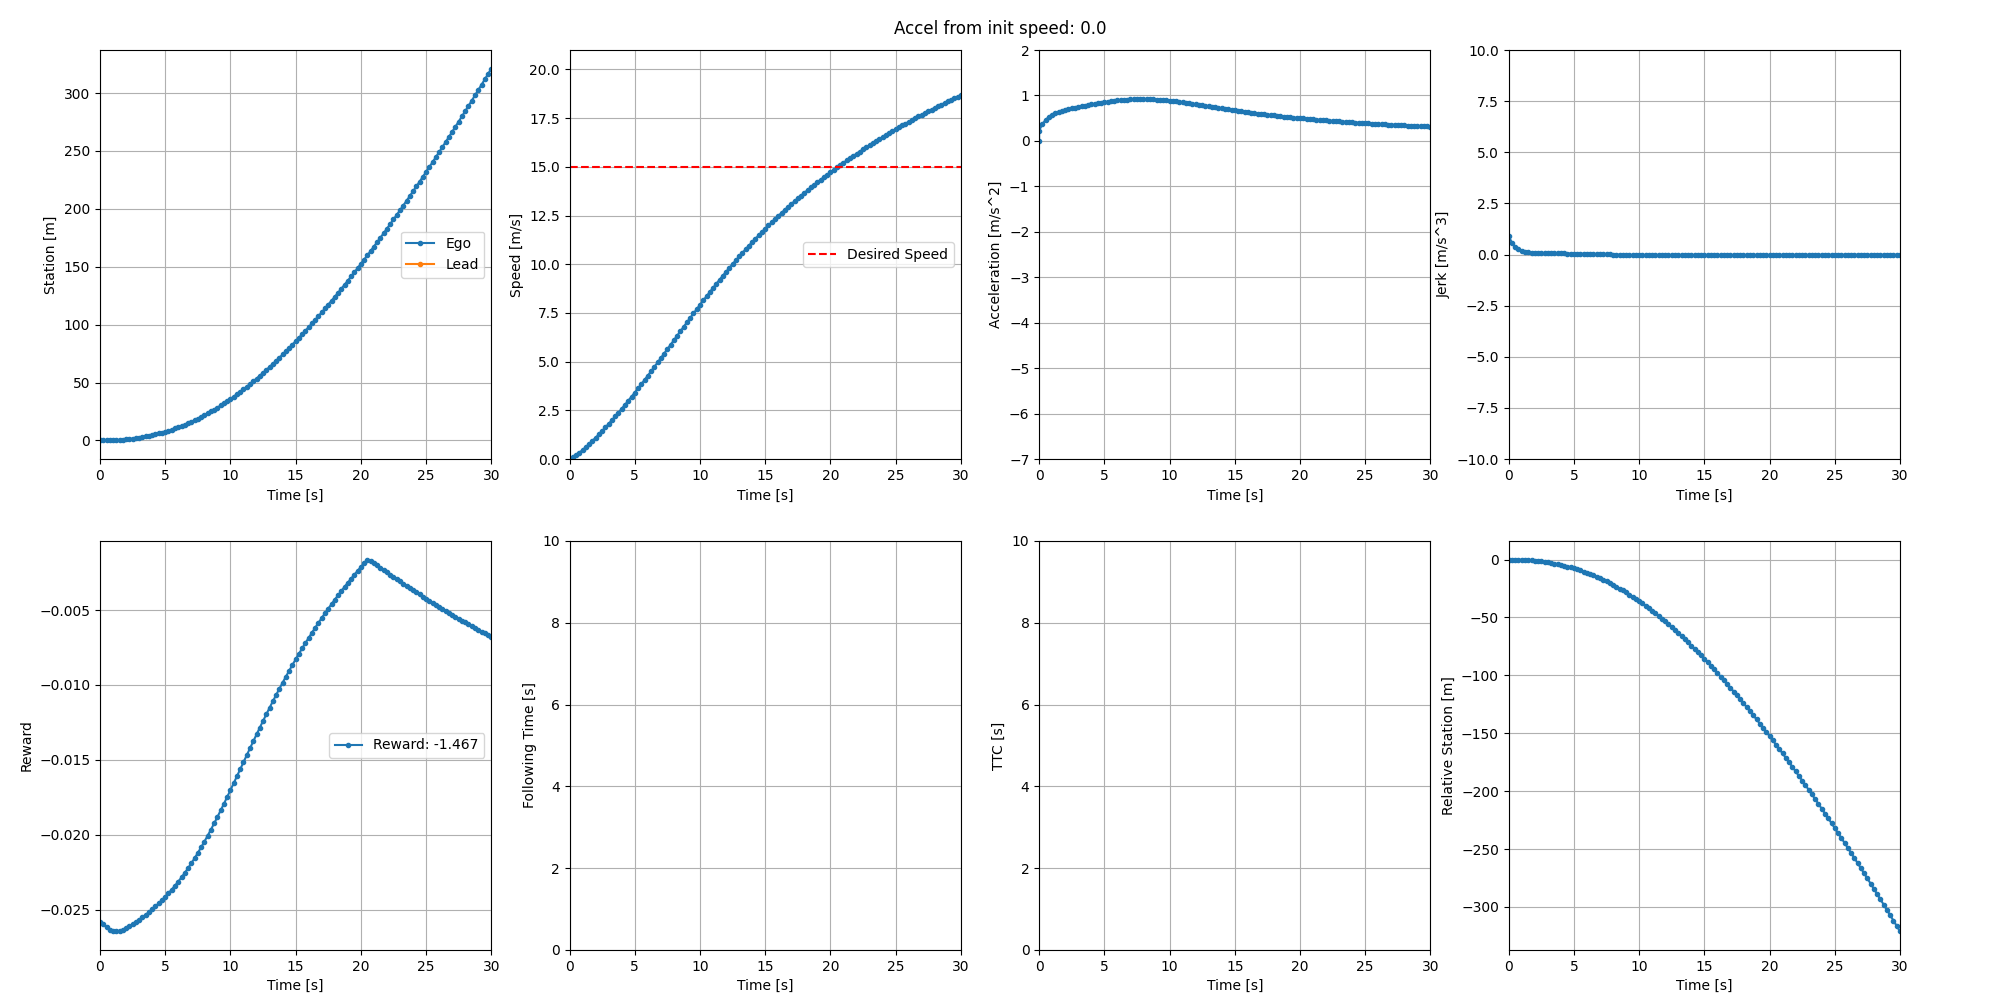 Accel from init speed: 0.0
Station [m]
300
250
200
150
100
50
0
Ego
Lead
0 5 10 15 20 25 30
Time [s]
Speed [m/s]
20.0
17.5
15.0
12.5
10.0
7.5
5.0
2.5
0.0
Desired Speed
0 5 10 15 20 25 30
Time [s]
Acceleration [m/s^2]
2
1
0
−1
−2
−3
−4
−5
−6
−7
0 5 10 15 20 25 30
Time [s]
Jerk [m/s^3]
10.0
7.5
5.0
2.5
0.0
−2.5
−5.0
−7.5
−10.0
0 5 10 15 20 25 30
Time [s]
Reward
−0.005
−0.010
−0.015
−0.020
−0.025
Reward: -1.467
0 5 10 15 20 25 30
Time [s]
Following Time [s]
10
8
6
4
2
0
0 5 10 15 20 25 30
Time [s]
TTC [s]
10
8
6
4
2
0
0 5 10 15 20 25 30
Time [s]
Relative Station [m]
0
−50
−100
−150
−200
−250
−300
0 5 10 15 20 25 30
Time [s]